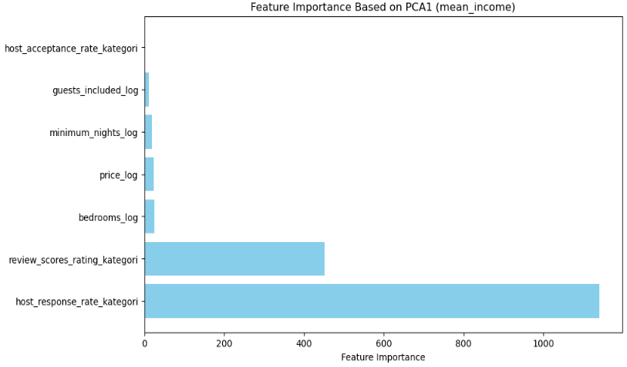 Feature Importance Based on PCA1 (mean_income)
host_acceptance_rate_kategori
guests_included_log
minimum_nights_log
price_log
bedrooms_log
review_scores_rating_kategori
host_response_rate_kategori
0 200 400 600 800 1000
Feature Importance